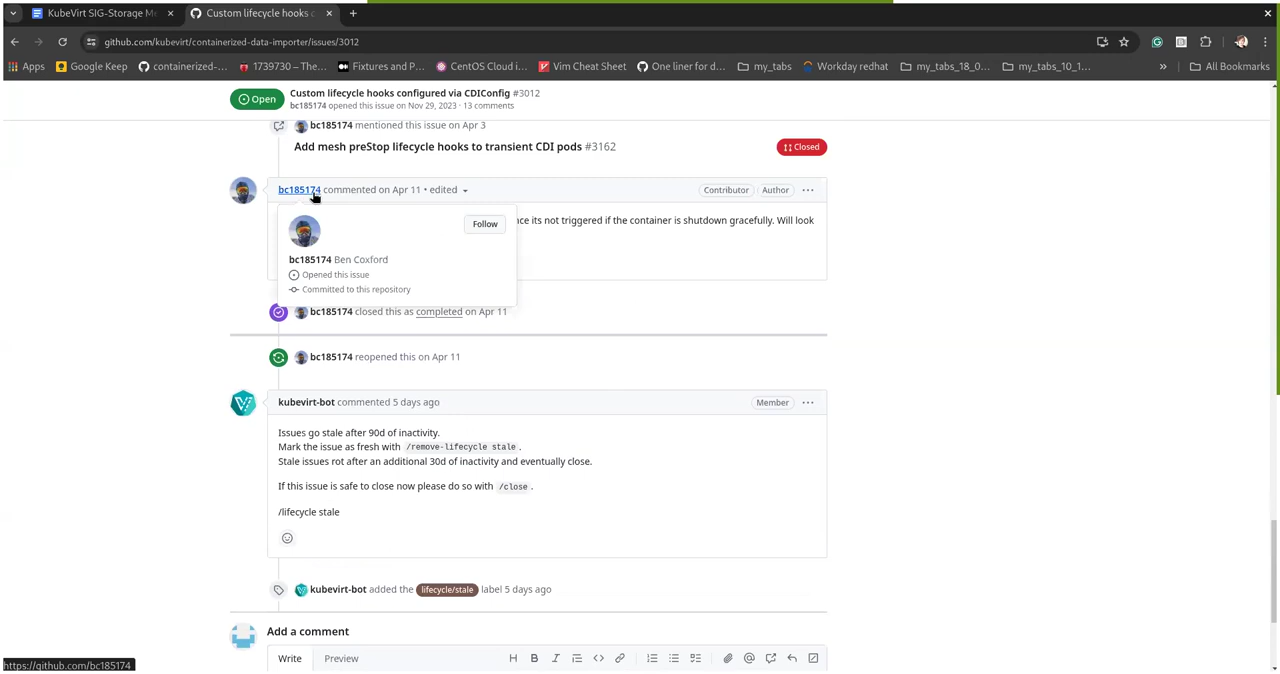 KubeVirt SIG-Storage Me
Custom lifecycle hooks c
github.com/kubevirt/containerized-data-importer/issues/3012
Apps
Google Keep
containerized-...
1739730 – The...
Fixtures and P...
CentOS Cloud i...
Vim Cheat Sheet
One liner for d...
my_tabs
Workday redhat
my_tabs_18_0...
my_tabs_10_1...
All Bookmarks
Open
Custom lifecycle hooks configured via CDIConfig #3012
bc185174 opened this issue on Nov 29, 2023 · 13 comments
bc185174 mentioned this issue on Apr 3
Add mesh preStop lifecycle hooks to transient CDI pods #3162
Closed
bc185174 commented on Apr 11 • edited
Contributor
Author
its not triggered if the container is shutdown gracefully. Will look
Follow
bc185174 Ben Coxford
Opened this issue
Committed to this repository
bc185174 closed this as completed on Apr 11
bc185174 reopened this on Apr 11
kubevirt-bot commented 5 days ago
Member
Issues go stale after 90d of inactivity.
Mark the issue as fresh with /remove-lifecycle stale .
Stale issues rot after an additional 30d of inactivity and eventually close.
If this issue is safe to close now please do so with /close .
/lifecycle stale
kubevirt-bot added the lifecycle/stale label 5 days ago
Add a comment
Write
Preview
https://github.com/bc185174